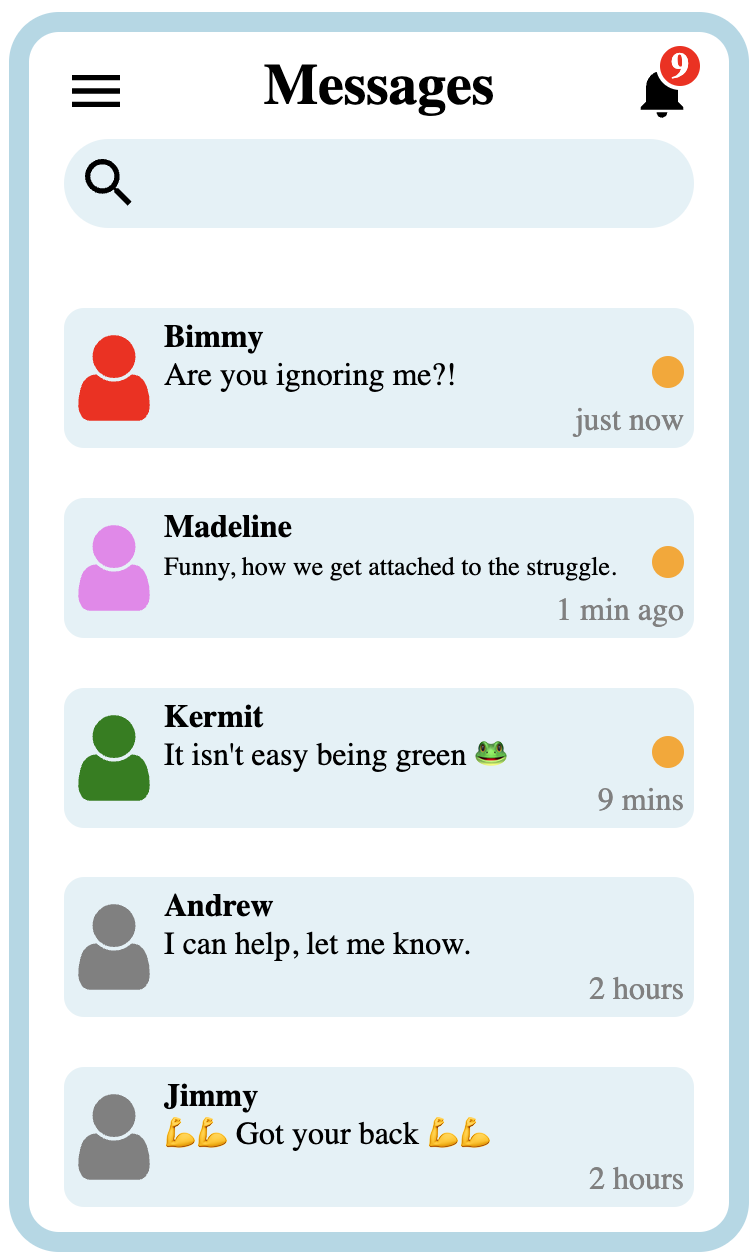 Messages
9
Bimmy
Are you ignoring me?!
just now
Madeline
Funny, how we get attached to the struggle.
1 min ago
Kermit
It isn't easy being green 🐸
9 mins
Andrew
I can help, let me know.
2 hours
Jimmy
💪💪 Got your back 💪💪
2 hours